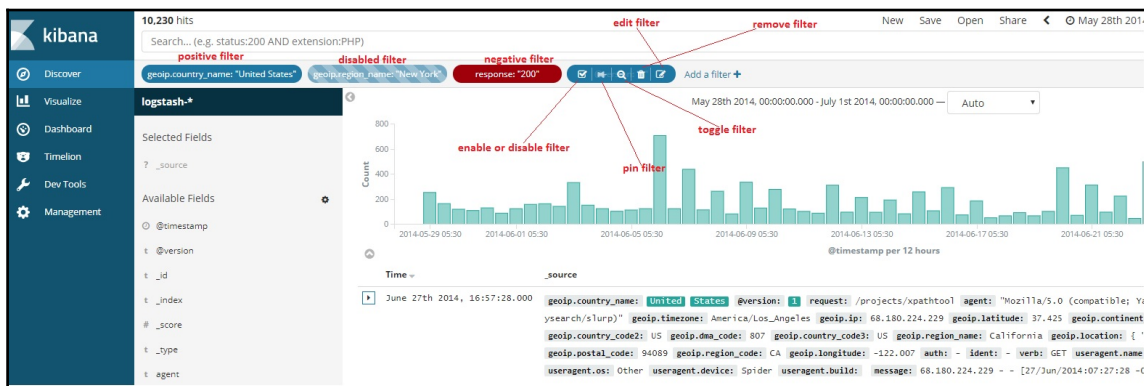 kibana
Discover
Visualize
Dashboard
Timelion
Dev Tools
Management
10,230 hits
New Save Open Share May 28th 2014
Search... (e.g. status:200 AND extension:PHP)
edit filter
remove filter
positive filter
disabled filter
negative filter
geoip.country_name: "United States" geoip.region_name: "New York" response: "200" Add a filter +
logstash-*
Selected Fields
? _source
Available Fields
@timestamp
t @version
t _id
t _index
# _score
t _type
t agent
May 28th 2014, 00:00:00.000 - July 1st 2014, 00:00:00.000 — Auto
toggle filter
enable or disable filter
pin filter
Count
800
600
400
200
0
2014-05-29 05:30 2014-06-01 05:30 2014-06-05 05:30 2014-06-09 05:30 2014-06-13 05:30 2014-06-17 05:30 2014-06-21 05:30
@timestamp per 12 hours
Time _source
June 27th 2014, 16:57:28.000 geoip.country_name: United States @version: 1 request: /projects/xpathtool agent: "Mozilla/5.0 (compatible; Ya
ysearch/slurp)" geoip.timezone: America/Los_Angeles geoip.ip: 68.180.224.229 geoip.latitude: 37.425 geoip.continent
geoip.country_code2: US geoip.dma_code: 807 geoip.country_code3: US geoip.region_name: California geoip.location: { "
geoip.postal_code: 94089 geoip.region_code: CA geoip.longitude: -122.007 auth: - ident: - verb: GET useragent.name
useragent.os: Other useragent.device: Spider useragent.build: message: 68.180.224.229 - - [27/Jun/2014:07:27:28 -0